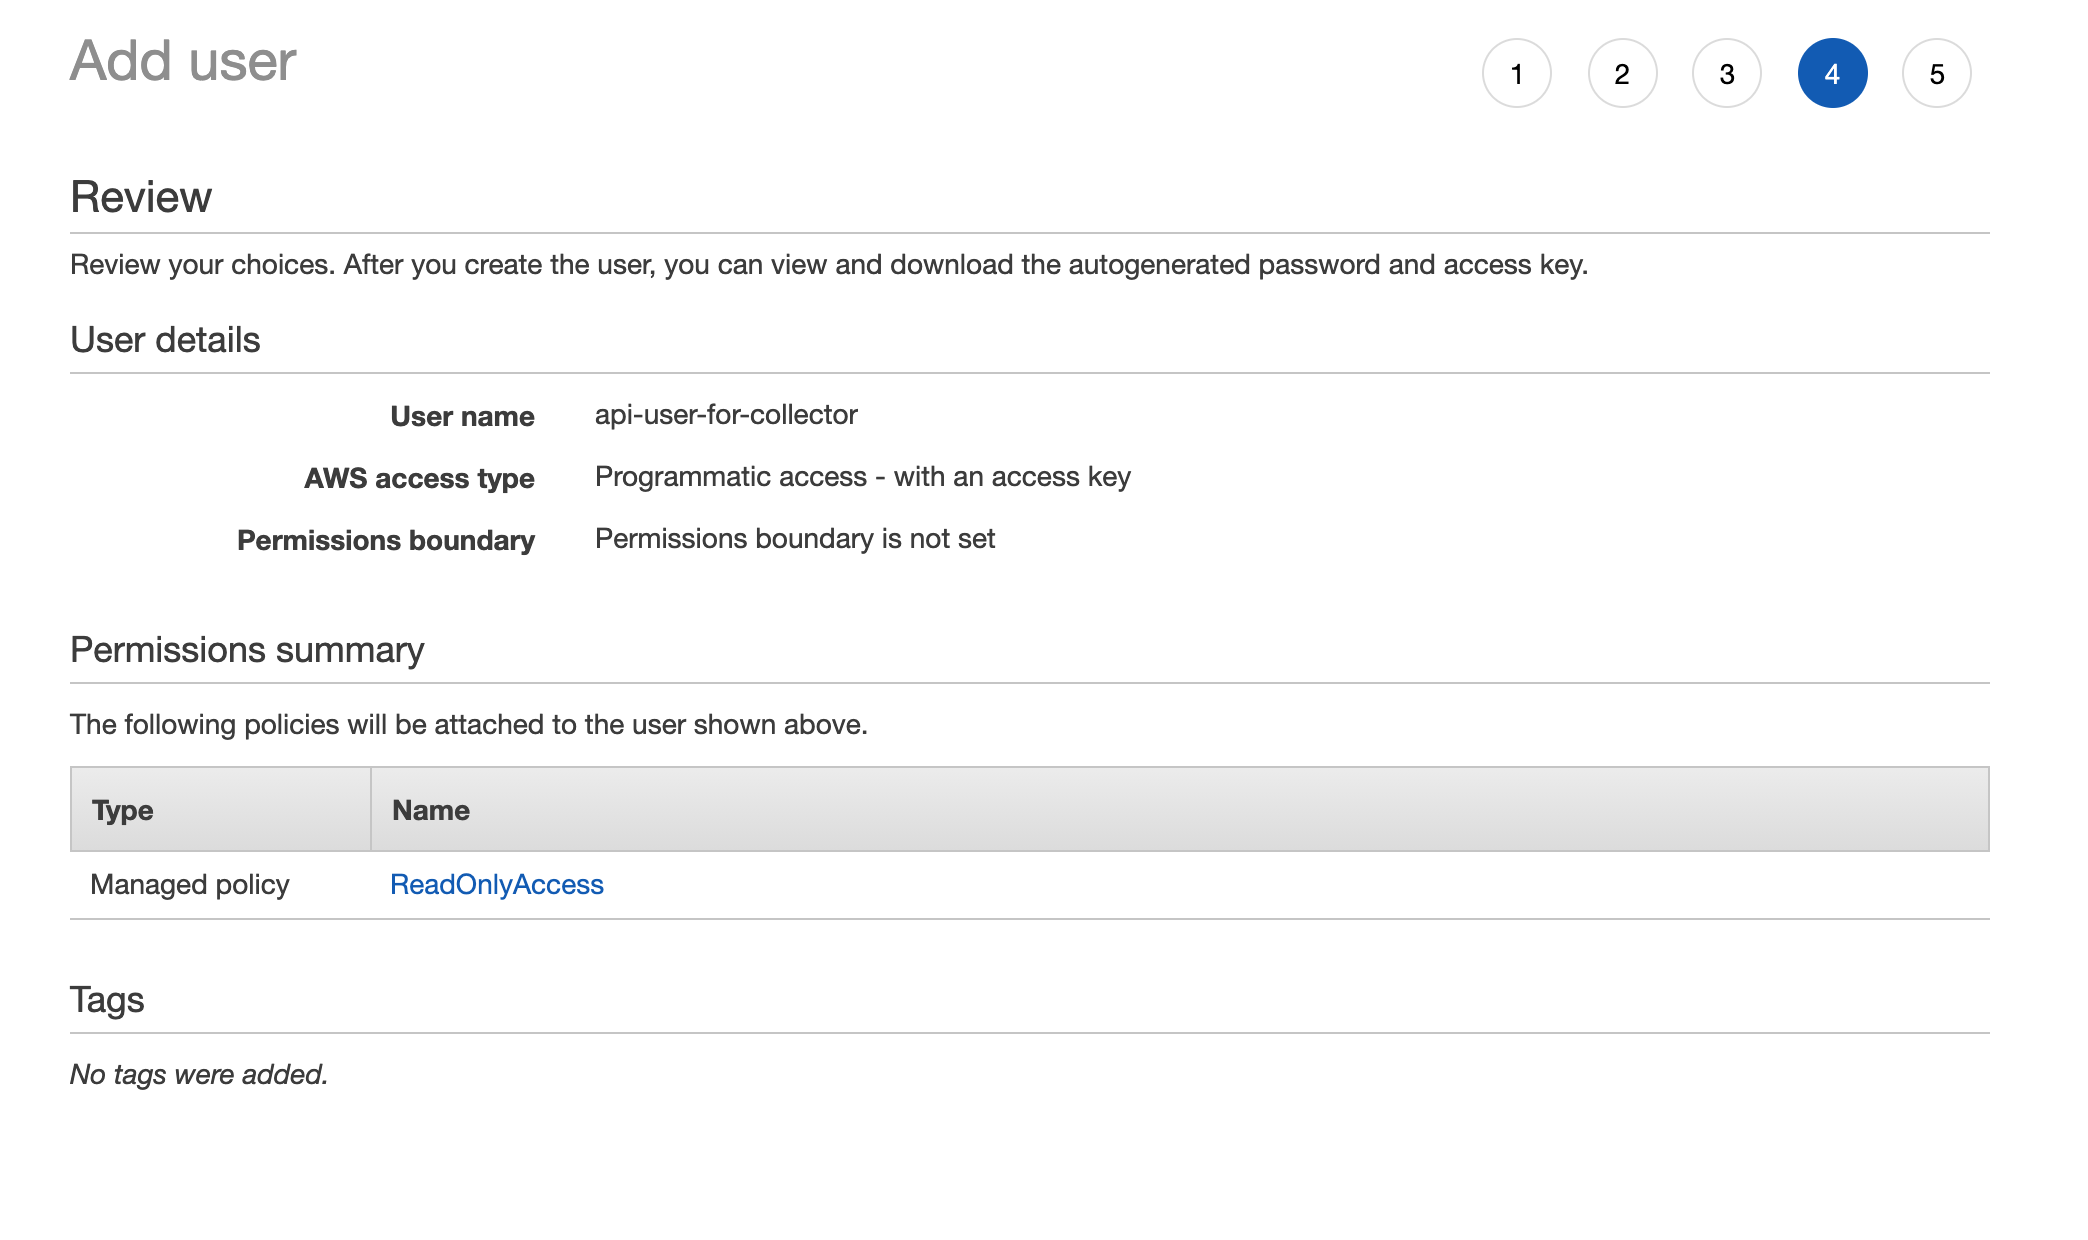 Add user
1 2 3 4 5
Review
Review your choices. After you create the user, you can view and download the autogenerated password and access key.
User details
User name api-user-for-collector
AWS access type Programmatic access - with an access key
Permissions boundary Permissions boundary is not set
Permissions summary
The following policies will be attached to the user shown above.
Type Name
Managed policy ReadOnlyAccess
Tags
No tags were added.